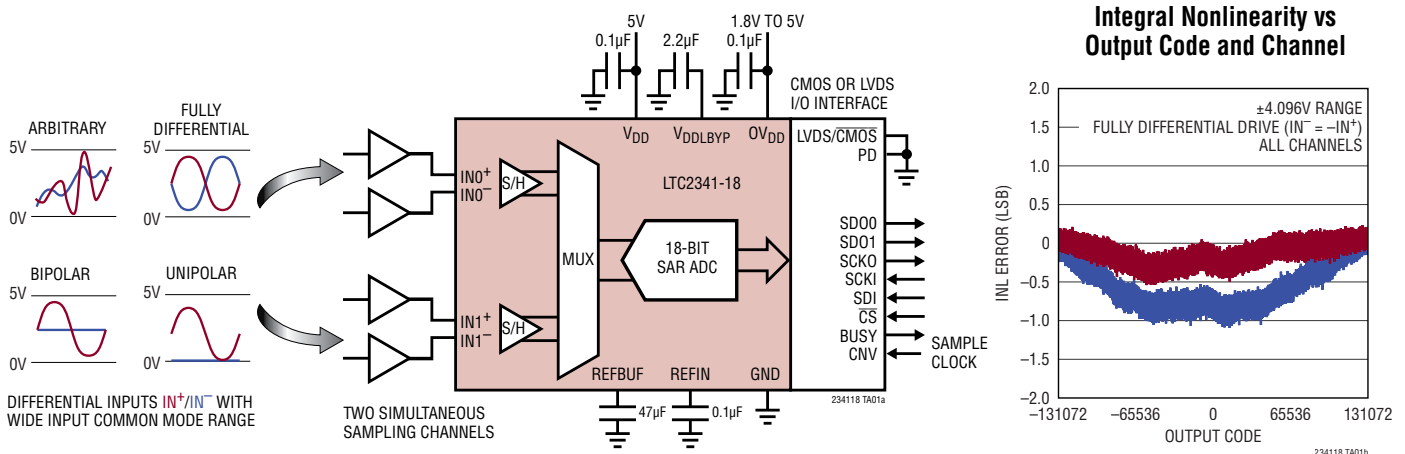 ARBITRARY
5V
0V
FULLY
DIFFERENTIAL
5V
0V
BIPOLAR
5V
0V
UNIPOLAR
5V
0V
DIFFERENTIAL INPUTS IN+/IN− WITH
WIDE INPUT COMMON MODE RANGE
5V
0.1µF
2.2µF
1.8V TO 5V
0.1µF
CMOS OR LVDS
I/O INTERFACE
VDD
VDDLBYP
OVDD
LVDS/CMOS
PD
IN0+
IN0−
S/H
LTC2341-18
MUX
18-BIT
SAR ADC
IN1+
IN1−
S/H
SDO0
SDO1
SCKO
SCKI
SDI
CS
BUSY
CNV
SAMPLE
CLOCK
REFBUF
REFIN
GND
47µF
0.1µF
234118 TA01a
TWO SIMULTANEOUS
SAMPLING CHANNELS
Integral Nonlinearity vs
Output Code and Channel
±4.096V RANGE
FULLY DIFFERENTIAL DRIVE (IN− = –IN+)
ALL CHANNELS
INL ERROR (LSB)
2.0
1.5
1.0
0.5
0
−0.5
−1.0
−1.5
−2.0
−131072
−65536
0
65536
131072
OUTPUT CODE
234118 TA01b